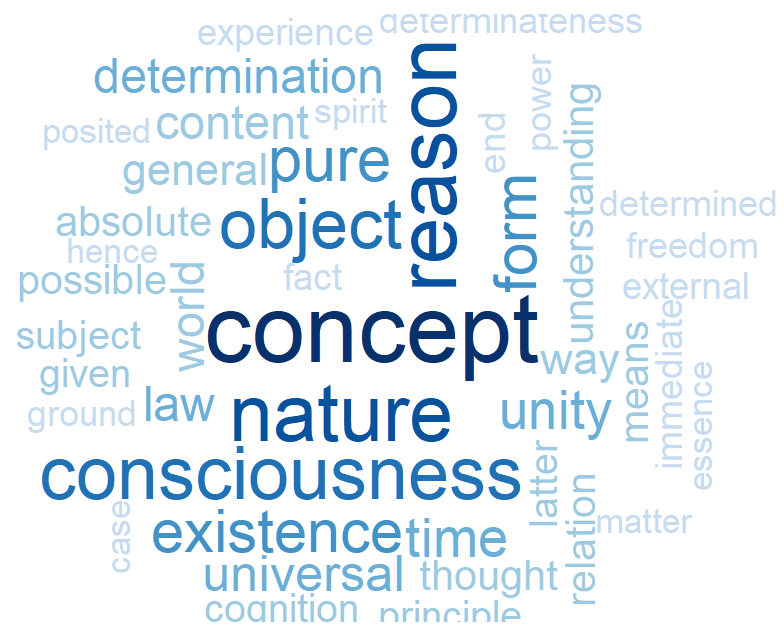 experience
determinateness
determination
reason
power
posited
content
spirit
end
understanding
general
pure
absolute
object
form
determined
hence
fact
freedom
possible
world
external
concept
subject
way
means
immediate
given
essence
ground
law
nature
unity
consciousness
latter
relation
case
existence
time
matter
universal
thought
cognition
principle